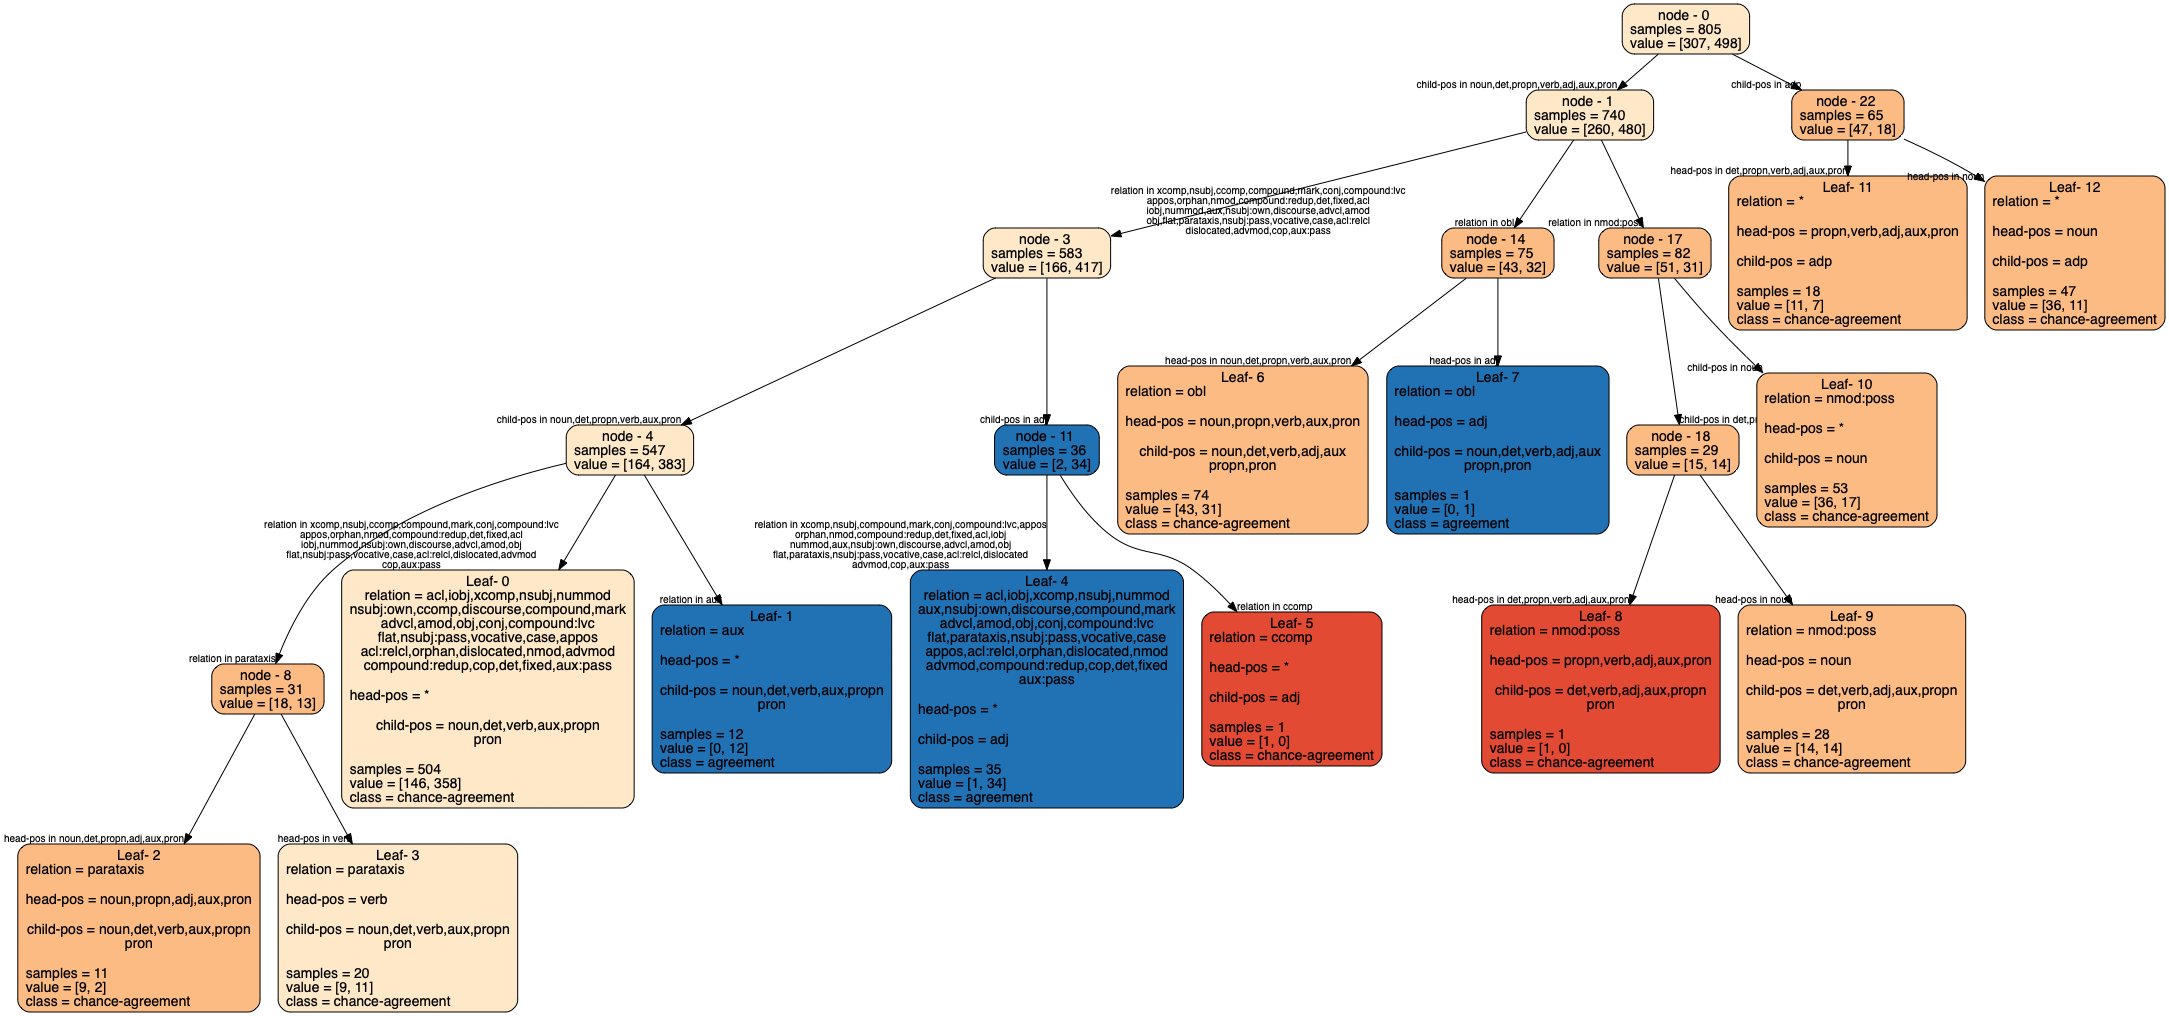 node - 0
samples = 805
value = [307, 498]
child-pos in noun,det,propn,verb,adj,aux,pron
child-pos in adp
node - 1
samples = 740
value = [260, 480]
node - 22
samples = 65
value = [47, 18]
relation in xcomp,nsubj,ccomp,compound,mark,conj,compound:lvc
appos,orphan,nmod,compound:redup,det,fixed,acl
iobj,nummod,aux,nsubj:own,discourse,advcl,amod
obj,flat,parataxis,nsubj:pass,vocative,case,acl:relcl
dislocated,advmod,cop,aux:pass
relation in obl
relation in nmod:poss
head-pos in det,propn,verb,adj,aux,pron
head-pos in noun
node - 3
samples = 583
value = [166, 417]
node - 14
samples = 75
value = [43, 32]
node - 17
samples = 82
value = [51, 31]
Leaf- 11
relation = *
head-pos = propn,verb,adj,aux,pron
child-pos = adp
samples = 18
value = [11, 7]
class = chance-agreement
Leaf- 12
relation = *
head-pos = noun
child-pos = adp
samples = 47
value = [36, 11]
class = chance-agreement
child-pos in noun,det,propn,verb,aux,pron
child-pos in adj
head-pos in noun,det,propn,verb,aux,pron
head-pos in adj
child-pos in det,p
child-pos in noun
node - 4
samples = 547
value = [164, 383]
node - 11
samples = 36
value = [2, 34]
Leaf- 6
relation = obl
head-pos = noun,propn,verb,aux,pron
child-pos = noun,det,verb,adj,aux
propn,pron
samples = 74
value = [43, 31]
class = chance-agreement
Leaf- 7
relation = obl
head-pos = adj
child-pos = noun,det,verb,adj,aux
propn,pron
samples = 1
value = [0, 1]
class = agreement
node - 18
samples = 29
value = [15, 14]
Leaf- 10
relation = nmod:poss
head-pos = *
child-pos = noun
samples = 53
value = [36, 17]
class = chance-agreement
relation in parataxis
relation in xcomp,nsubj,ccomp,compound,mark,conj,compound:lvc
appos,orphan,nmod,compound:redup,det,fixed,acl
iobj,nummod,nsubj:own,discourse,advcl,amod,obj
flat,nsubj:pass,vocative,case,acl:relcl,dislocated,advmod
cop,aux:pass
relation in aux
relation in xcomp,nsubj,compound,mark,conj,compound:lvc,appos
orphan,nmod,compound:redup,det,fixed,acl,iobj
nummod,aux,nsubj:own,discourse,advcl,amod,obj
flat,parataxis,nsubj:pass,vocative,case,acl:relcl,dislocated
advmod,cop,aux:pass
relation in ccomp
head-pos in det,propn,verb,adj,aux,pron
head-pos in noun
node - 8
samples = 31
value = [18, 13]
Leaf- 0
relation = acl,iobj,xcomp,nsubj,nummod
nsubj:own,ccomp,discourse,compound,mark
advcl,amod,obj,conj,compound:lvc
flat,nsubj:pass,vocative,case,appos
acl:relcl,orphan,dislocated,nmod,advmod
compound:redup,cop,det,fixed,aux:pass
head-pos = *
child-pos = noun,det,verb,aux,propn
pron
samples = 504
value = [146, 358]
class = chance-agreement
Leaf- 1
relation = aux
head-pos = *
child-pos = noun,det,verb,aux,propn
pron
samples = 12
value = [0, 12]
class = agreement
Leaf- 4
relation = acl,iobj,xcomp,nsubj,nummod
aux,nsubj:own,discourse,compound,mark
advcl,amod,obj,conj,compound:lvc
flat,parataxis,nsubj:pass,vocative,case
appos,acl:relcl,orphan,dislocated,nmod
advmod,compound:redup,cop,det,fixed
aux:pass
head-pos = *
child-pos = adj
samples = 35
value = [1, 34]
class = agreement
Leaf- 5
relation = ccomp
head-pos = *
child-pos = adj
samples = 1
value = [1, 0]
class = chance-agreement
Leaf- 8
relation = nmod:poss
head-pos = propn,verb,adj,aux,pron
child-pos = det,verb,adj,aux,propn
pron
samples = 1
value = [1, 0]
class = chance-agreement
Leaf- 9
relation = nmod:poss
head-pos = noun
child-pos = det,verb,adj,aux,propn
pron
samples = 28
value = [14, 14]
class = chance-agreement
head-pos in noun,det,propn,adj,aux,pron
head-pos in verb
Leaf- 2
relation = parataxis
head-pos = noun,propn,adj,aux,pron
child-pos = noun,det,verb,aux,propn
pron
samples = 11
value = [9, 2]
class = chance-agreement
Leaf- 3
relation = parataxis
head-pos = verb
child-pos = noun,det,verb,aux,propn
pron
samples = 20
value = [9, 11]
class = chance-agreement